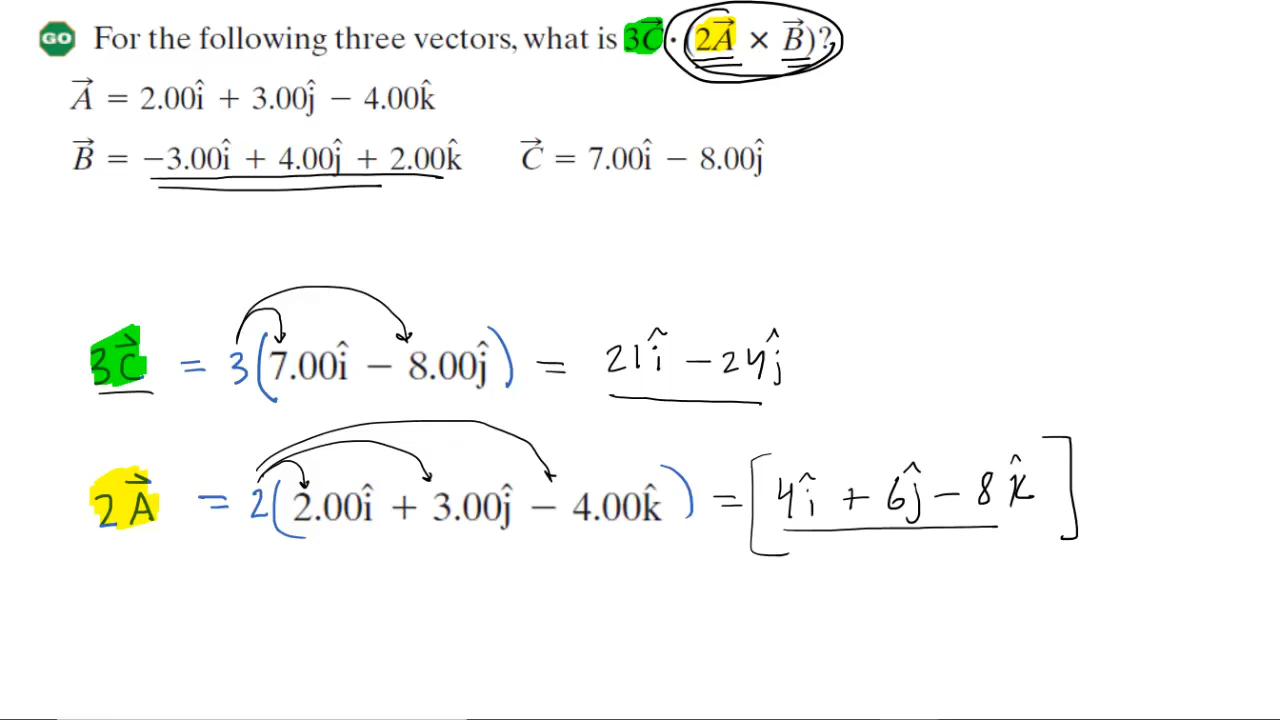 GO For the following three vectors, what is 3C⃗ · (2A⃗ × B⃗)?
A⃗ = 2.00î + 3.00ĵ − 4.00k̂
B⃗ = −3.00î + 4.00ĵ + 2.00k̂ C⃗ = 7.00î − 8.00ĵ
3C⃗ = 3(7.00î − 8.00ĵ) = 21î − 24ĵ
2A⃗ = 2(2.00î + 3.00ĵ − 4.00k̂) = [4î + 6ĵ − 8k̂]